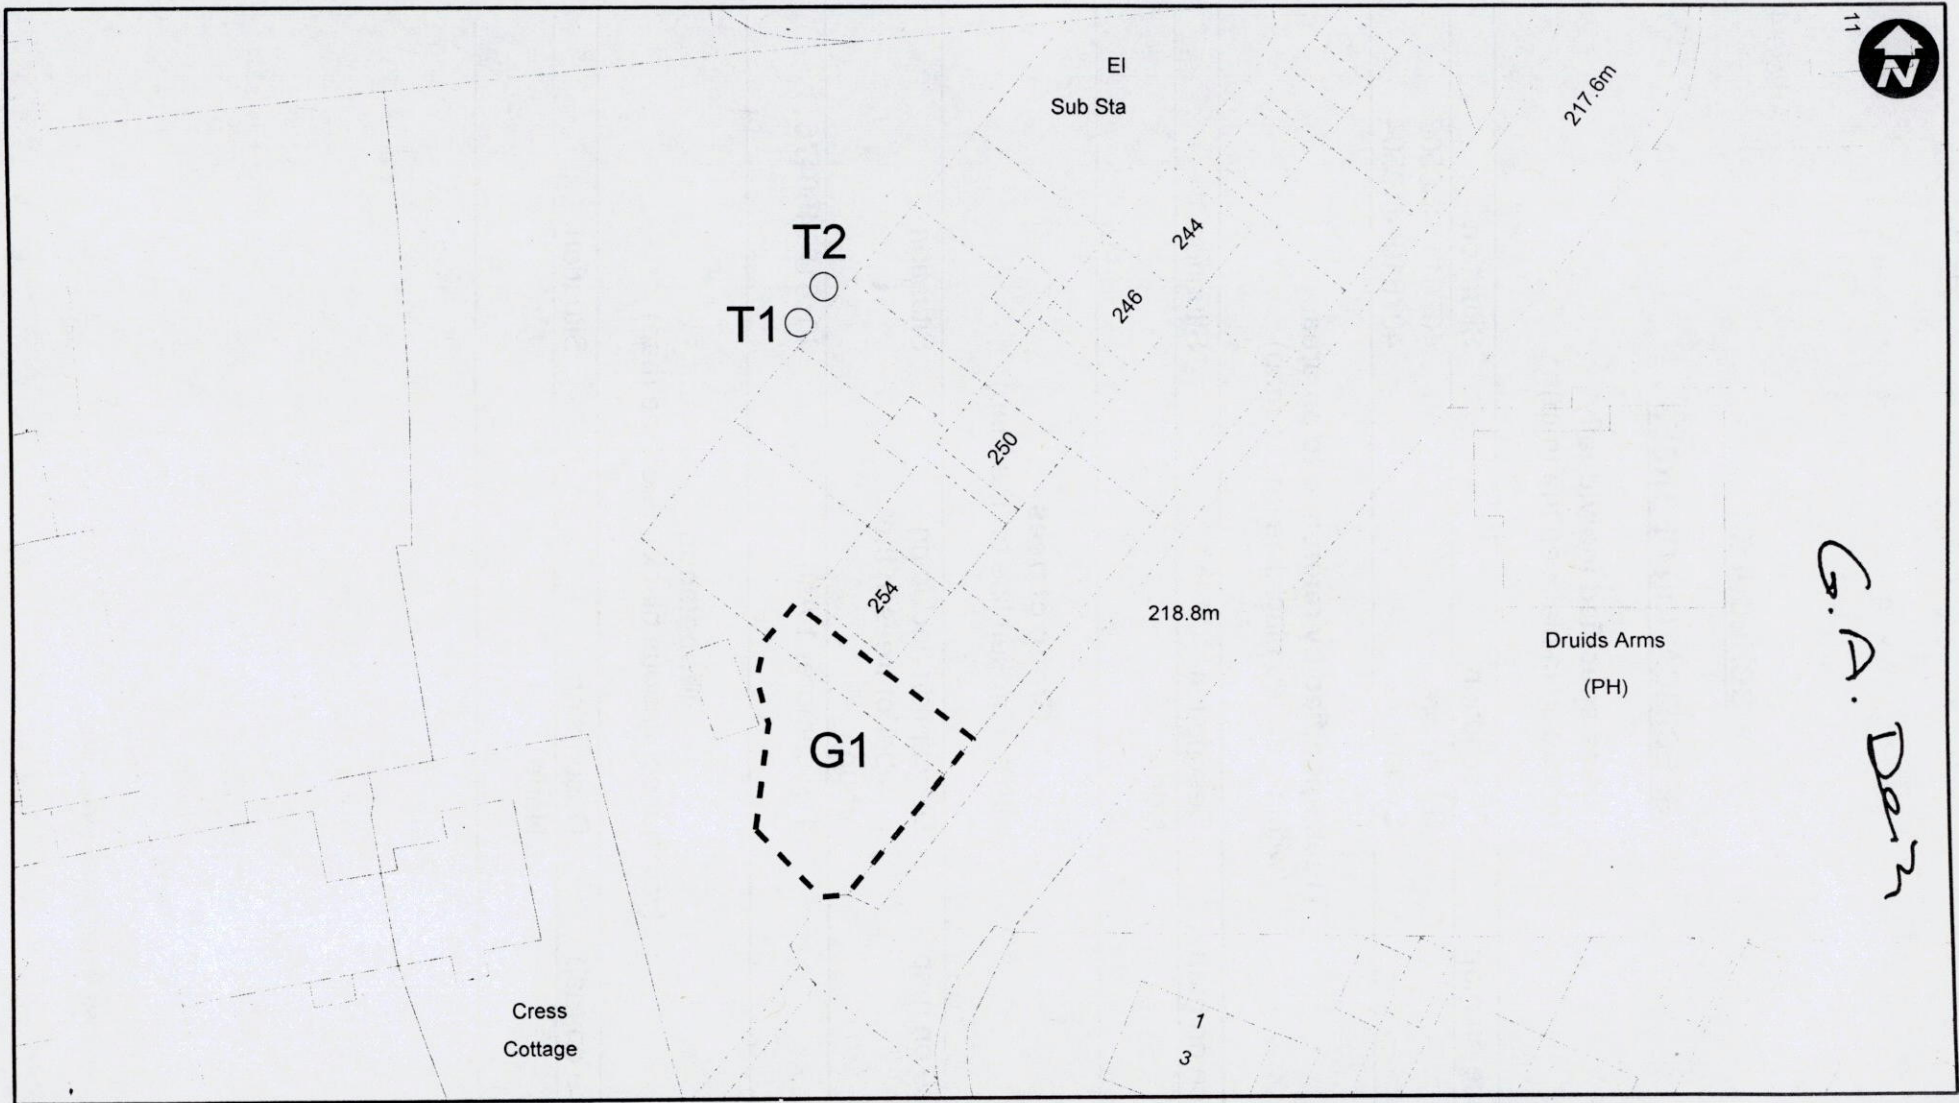 11
N
El
Sub Sta
217.6m
T2
244
T1
246
250
254
218.8m
Druids Arms
(PH)
G1
G. A.
Cress
Cottage
1
3